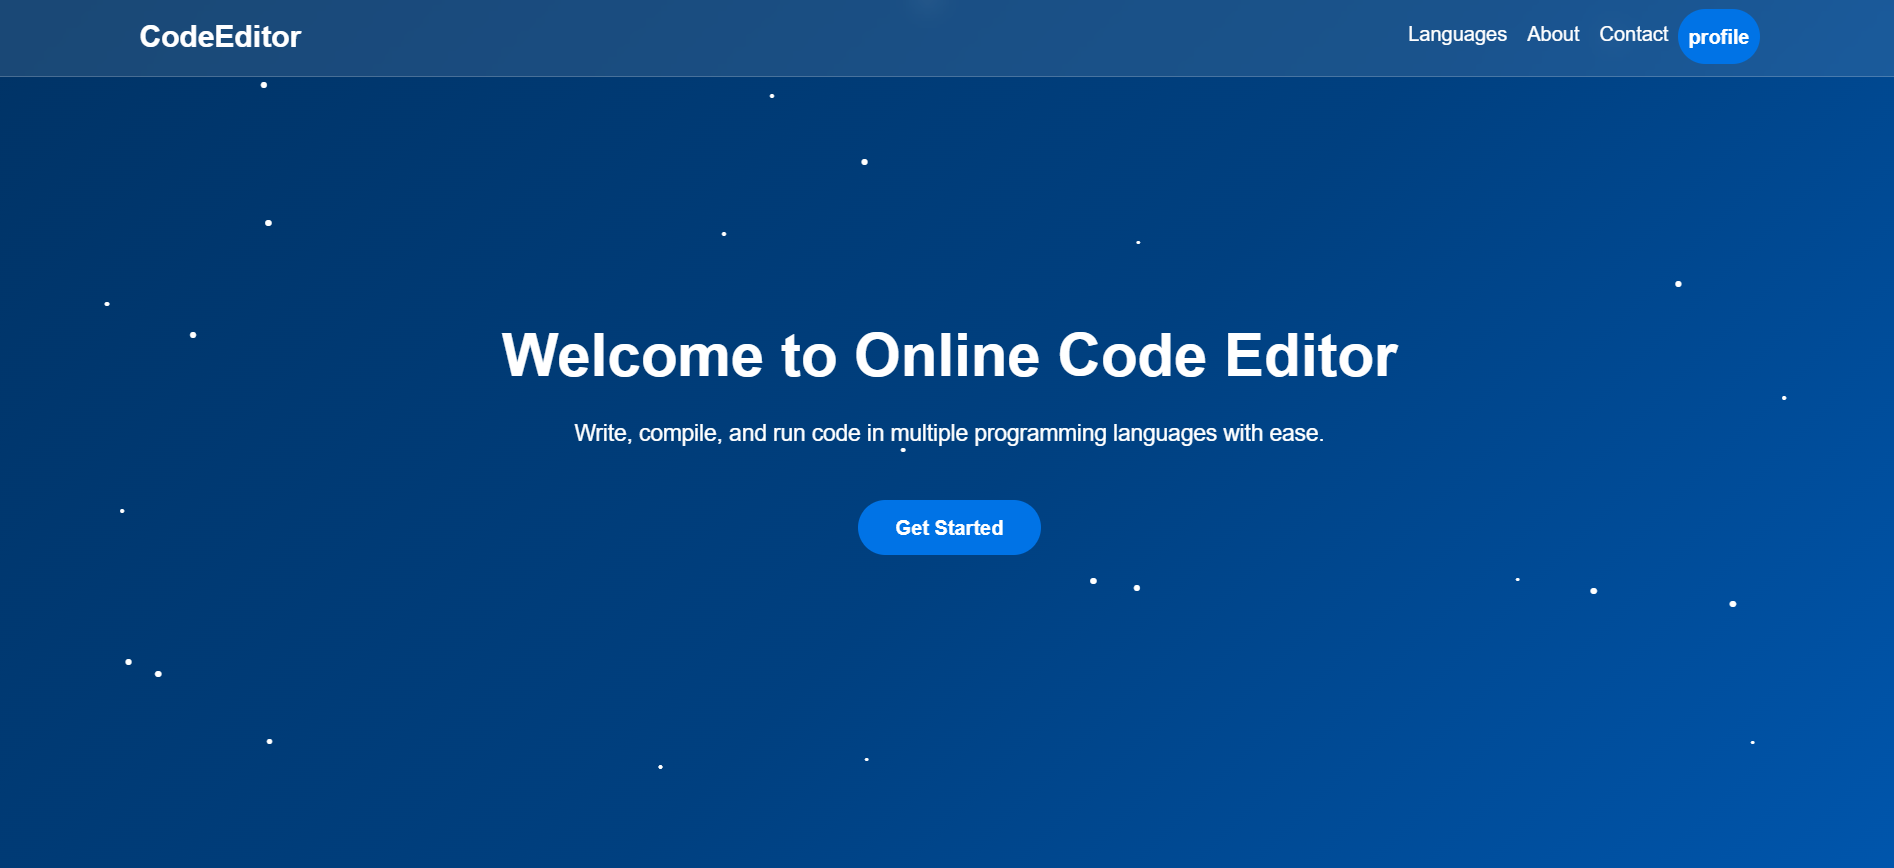 CodeEditor
Languages About Contact profile
Welcome to Online Code Editor
Write, compile, and run code in multiple programming languages with ease.
Get Started